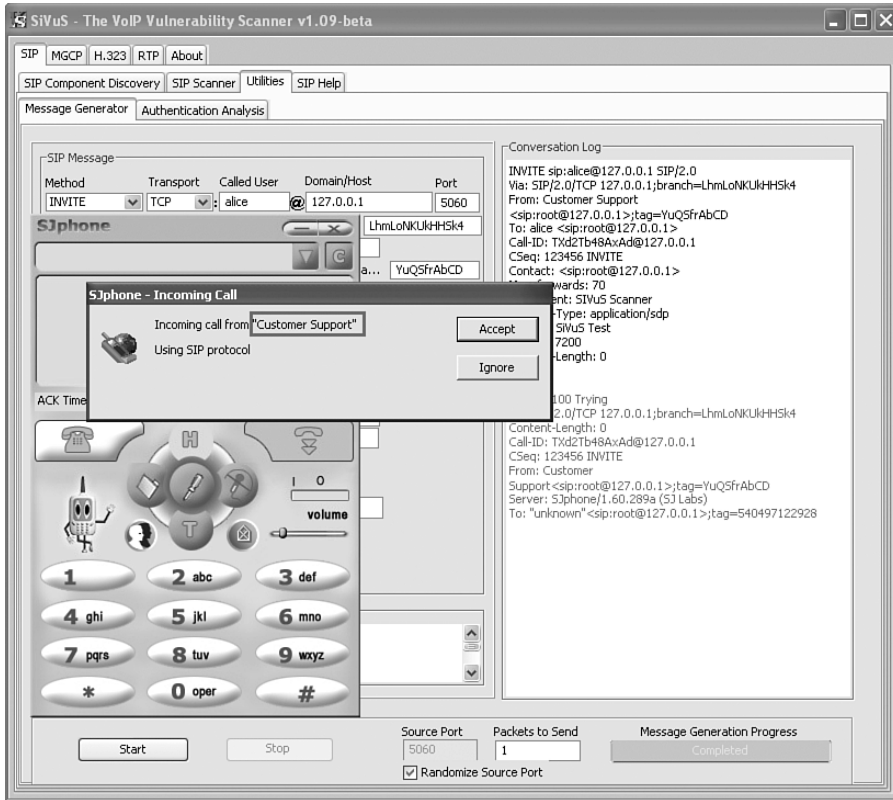 SiVuS - The VoIP Vulnerability Scanner v1.09-beta
SIP MGCP H.323 RTP About
SIP Component Discovery SIP Scanner Utilities SIP Help
Message Generator Authentication Analysis
SIP Message
Method Transport Called User Domain/Host Port
INVITE TCP : alice @ 127.0.0.1 5060
LhmLoNKUkHHSk4
a... YuQSfrAbCD
SJphone
C
SJphone - Incoming Call
Incoming call from "Customer Support"
Using SIP protocol
Accept
Ignore
ACK Time
H
T
I O
volume
1 2 abc 3 def
4 ghi 5 jkl 6 mno
7 pqrs 8 tuv 9 wxyz
* 0 oper #
Conversation Log
INVITE sip:alice@127.0.0.1 SIP/2.0
Via: SIP/2.0/TCP 127.0.0.1;branch=LhmLoNKUkHHSk4
From: Customer Support
<sip:root@127.0.0.1>;tag=YuQSfrAbCD
To: alice <sip:root@127.0.0.1>
Call-ID: TXd2Tb48AxAd@127.0.0.1
CSeq: 123456 INVITE
Contact: <sip:root@127.0.0.1>
wards: 70
ent: SIVuS Scanner
-Type: application/sdp
SiVuS Test
7200
-Length: 0
100 Trying
2.0/TCP 127.0.0.1;branch=LhmLoNKUkHHSk4
Content-Length: 0
Call-ID: TXd2Tb48AxAd@127.0.0.1
CSeq: 123456 INVITE
From: Customer
Support<sip:root@127.0.0.1>;tag=YuQSfrAbCD
Server: SJphone/1.60.289a (SJ Labs)
To: "unknown"<sip:root@127.0.0.1>;tag=540497122928
Start Stop
Source Port Packets to Send Message Generation Progress
5060 1 Completed
Randomize Source Port